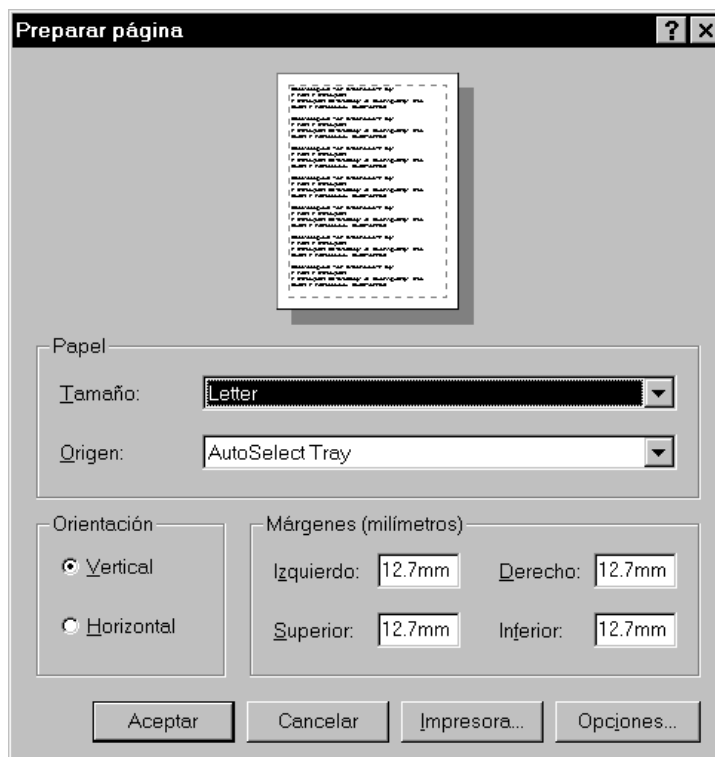 Preparar página
Papel
Tamaño: Letter
Origen: AutoSelect Tray
Orientación
Vertical
Horizontal
Márgenes (milímetros)
Izquierdo: 12.7mm Derecho: 12.7mm
Superior: 12.7mm Inferior: 12.7mm
Aceptar Cancelar Impresora... Opciones...